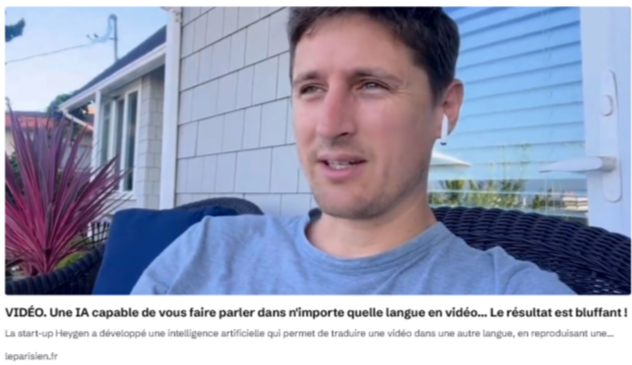 VIDÉO. Une IA capable de vous faire parler dans n'importe quelle langue en vidéo... Le résultat est bluffant !
La start-up Heygen a développé une intelligence artificielle qui permet de traduire une vidéo dans une autre langue, en reproduisant une...
leparisien.fr